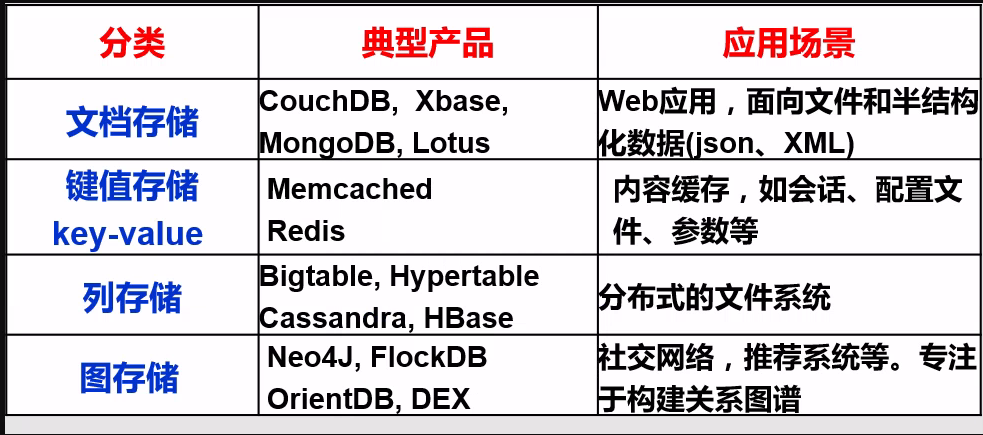 分类 典型产品 应用场景
文档存储
CouchDB, Xbase,
MongoDB, Lotus
Web应用，面向文件和半结构
化数据(json、XML)
键值存储
key-value
Memcached
Redis
内容缓存，如会话、配置文
件、参数等
列存储
Bigtable, Hypertable
Cassandra, HBase
分布式的文件系统
图存储
Neo4J, FlockDB
OrientDB, DEX
社交网络，推荐系统等。专注
于构建关系图谱